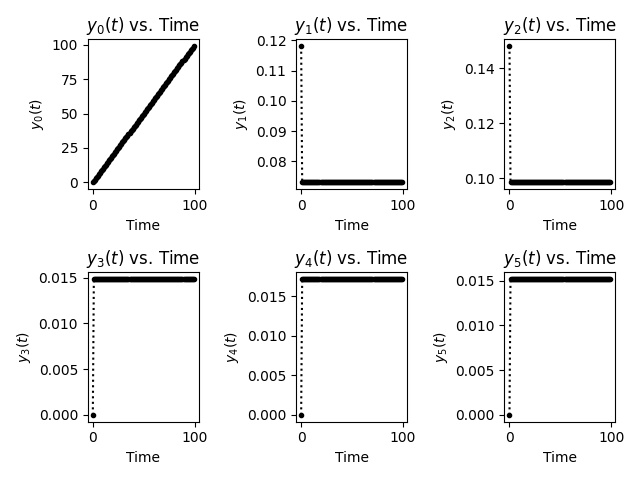 y₀(t) vs. Time
y₁(t) vs. Time
y₂(t) vs. Time
100
75
50
25
0
y₀(t)
0
100
Time
0.12
0.11
0.10
0.09
0.08
y₁(t)
0
100
Time
0.14
0.12
0.10
y₂(t)
0
100
Time
y₃(t) vs. Time
y₄(t) vs. Time
y₅(t) vs. Time
0.015
0.010
0.005
0.000
y₃(t)
0
100
Time
0.015
0.010
0.005
0.000
y₄(t)
0
100
Time
0.015
0.010
0.005
0.000
y₅(t)
0
100
Time